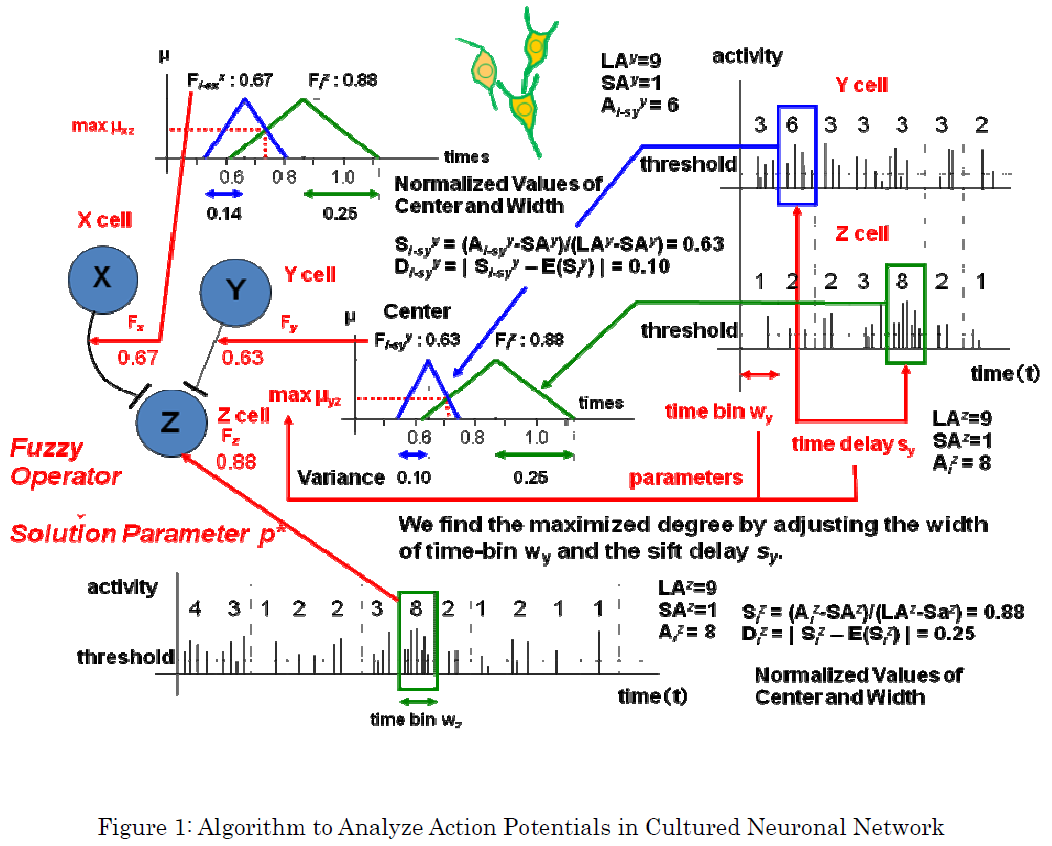 μ
F_{i-sx}^x : 0.67
F_i^z : 0.88
max μ_{xz}
times
0.6 0.8 1.0
0.14
0.25
Normalized Values of
Center and Width
LA^y=9
SA^y=1
A_{i-sy}^y = 6
activity
Y cell
3 6 3 3 3 3 2
threshold
Z cell
1 2 2 3 8 2 1
threshold
time(t)
time bin w_y
time delay s_y
LA^z=9
SA^z=1
A_i^z = 8
S_{i-sy}^y = (A_{i-sy}^y-SA^y)/(LA^y-SA^y) = 0.63
D_{i-sy}^y = | S_{i-sy}^y – E(S_i^y) | = 0.10
X cell
X
Y
Y cell
F_x
0.67
F_y
0.63
Z
Z cell
F_z
0.88
μ
Center
F_{i-sy}^y : 0.63
F_i^z : 0.88
max μ_{yz}
times
0.6 0.8 1.0
Variance 0.10 0.25
parameters
Fuzzy
Operator
Solution Parameter p*
We find the maximized degree by adjusting the width
of time-bin w_y and the sift delay s_y.
activity
4 3 1 2 2 3 8 2 1 2 1 1
threshold
time(t)
time bin w_z
LA^z=9
SA^z=1
A_i^z = 8
S_i^z = (A_i^z-SA^z)/(LA^z-Sa^z) = 0.88
D_i^z = | S_i^z – E(S_i^z) | = 0.25
Normalized Values of
Center and Width
Figure 1: Algorithm to Analyze Action Potentials in Cultured Neuronal Network